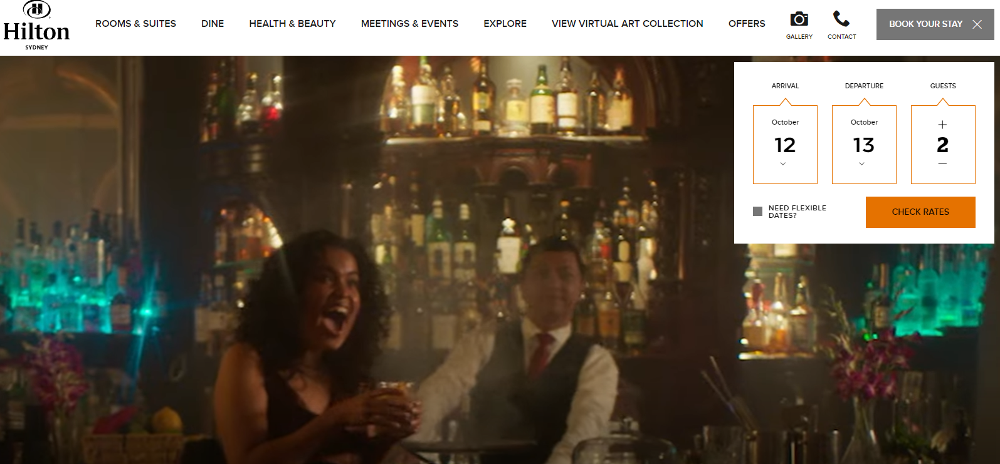 Hilton
SYDNEY
ROOMS & SUITES
DINE
HEALTH & BEAUTY
MEETINGS & EVENTS
EXPLORE
VIEW VIRTUAL ART COLLECTION
OFFERS
GALLERY
CONTACT
BOOK YOUR STAY
ARRIVAL
DEPARTURE
GUESTS
October
12
October
13
+
2
—
NEED FLEXIBLE
DATES?
CHECK RATES